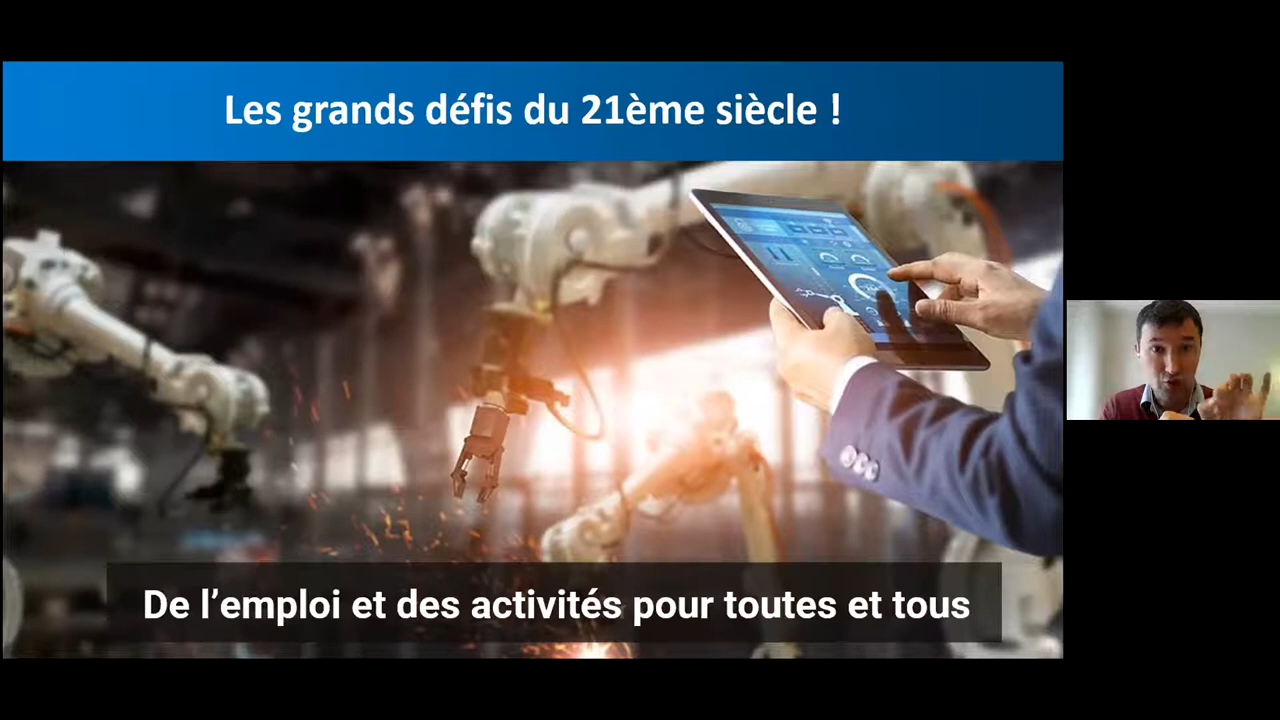 Les grands défis du 21ème siècle !
De l’emploi et des activités pour toutes et tous